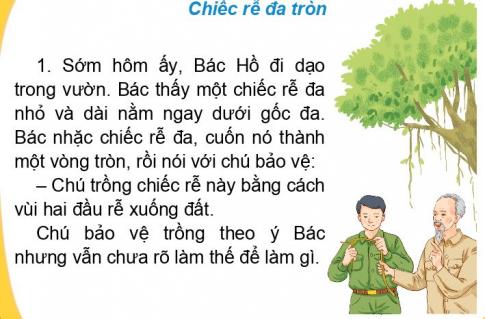 Chiếc rễ đa tròn
1. Sớm hôm ấy, Bác Hồ đi dạo
trong vườn. Bác thấy một chiếc rễ đa
nhỏ và dài nằm ngay dưới gốc đa.
Bác nhặc chiếc rễ đa, cuốn nó thành
một vòng tròn, rồi nói với chú bảo vệ:
– Chú trồng chiếc rễ này bằng cách
vùi hai đầu rễ xuống đất.
Chú bảo vệ trồng theo ý Bác
nhưng vẫn chưa rõ làm thế để làm gì.